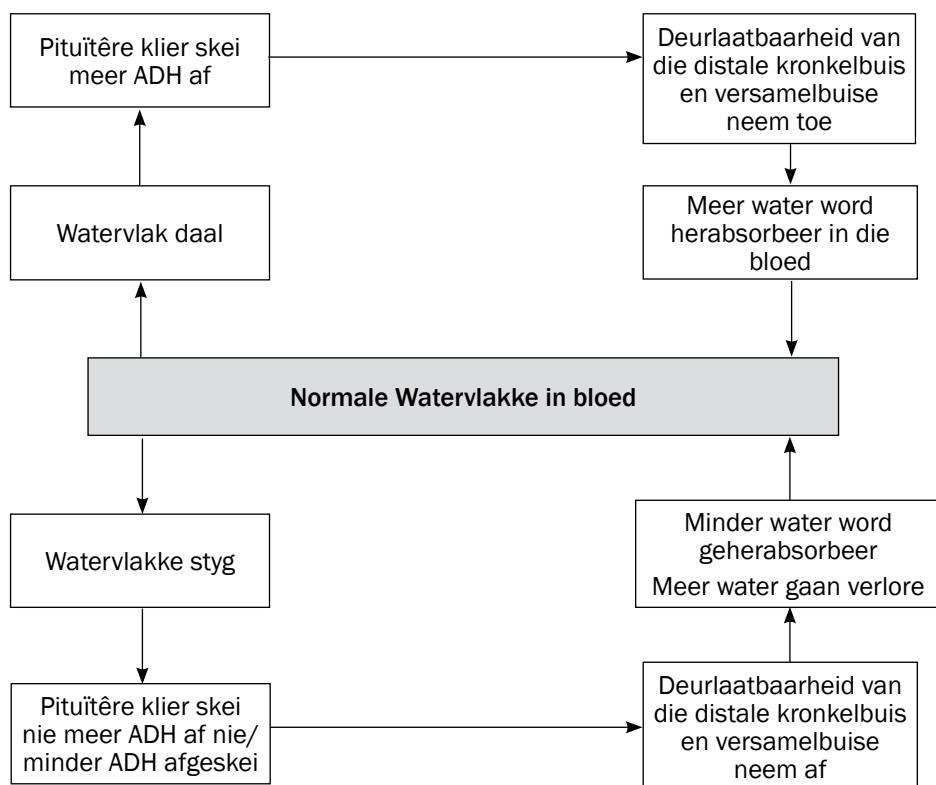 Pituïtêre klier skei
meer ADH af
Deurlaatbaarheid van
die distale kronkelbuis
en versamelbuise
neem toe
Watervlak daal
Meer water word
herabsorbeer in die
bloed
Normale Watervlakke in bloed
Watervlakke styg
Minder water word
geherabsorbeer
Meer water gaan verlore
Pituïtêre klier skei
nie meer ADH af nie/
minder ADH afgeskei
Deurlaatbaarheid van
die distale kronkelbuis
en versamelbuise
neem af